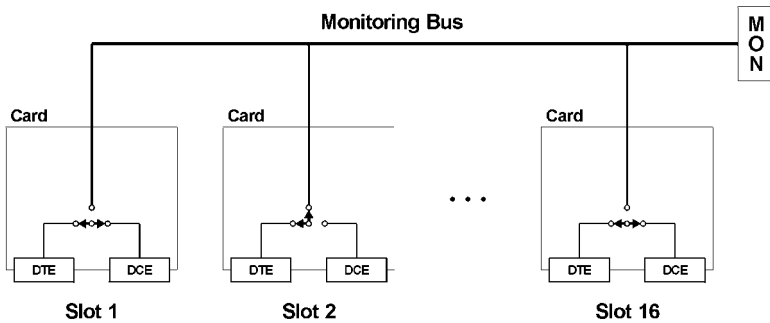 Monitoring Bus
M
O
N
Card
Card
Card
. . .
DTE
DCE
DTE
DCE
DTE
DCE
Slot 1
Slot 2
Slot 16